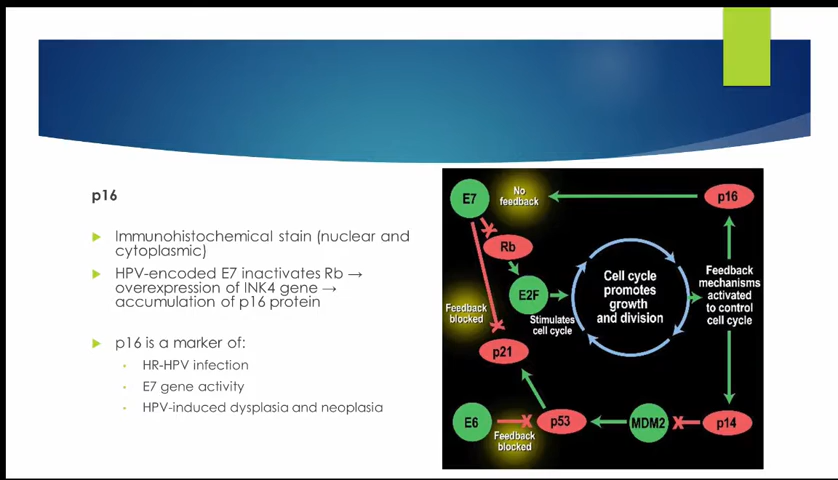 p16
Immunohistochemical stain (nuclear and
cytoplasmic)
HPV-encoded E7 inactivates Rb →
overexpression of INK4 gene →
accumulation of p16 protein
p16 is a marker of:
HR-HPV infection
E7 gene activity
HPV-induced dysplasia and neoplasia
E7
No
feedback
p16
Rb
E2F
Stimulates
cell cycle
Cell cycle
promotes
growth
and division
Feedback
mechanisms
activated
to control
cell cycle
Feedback
blocked
p21
E6
Feedback
blocked
p53
MDM2
p14